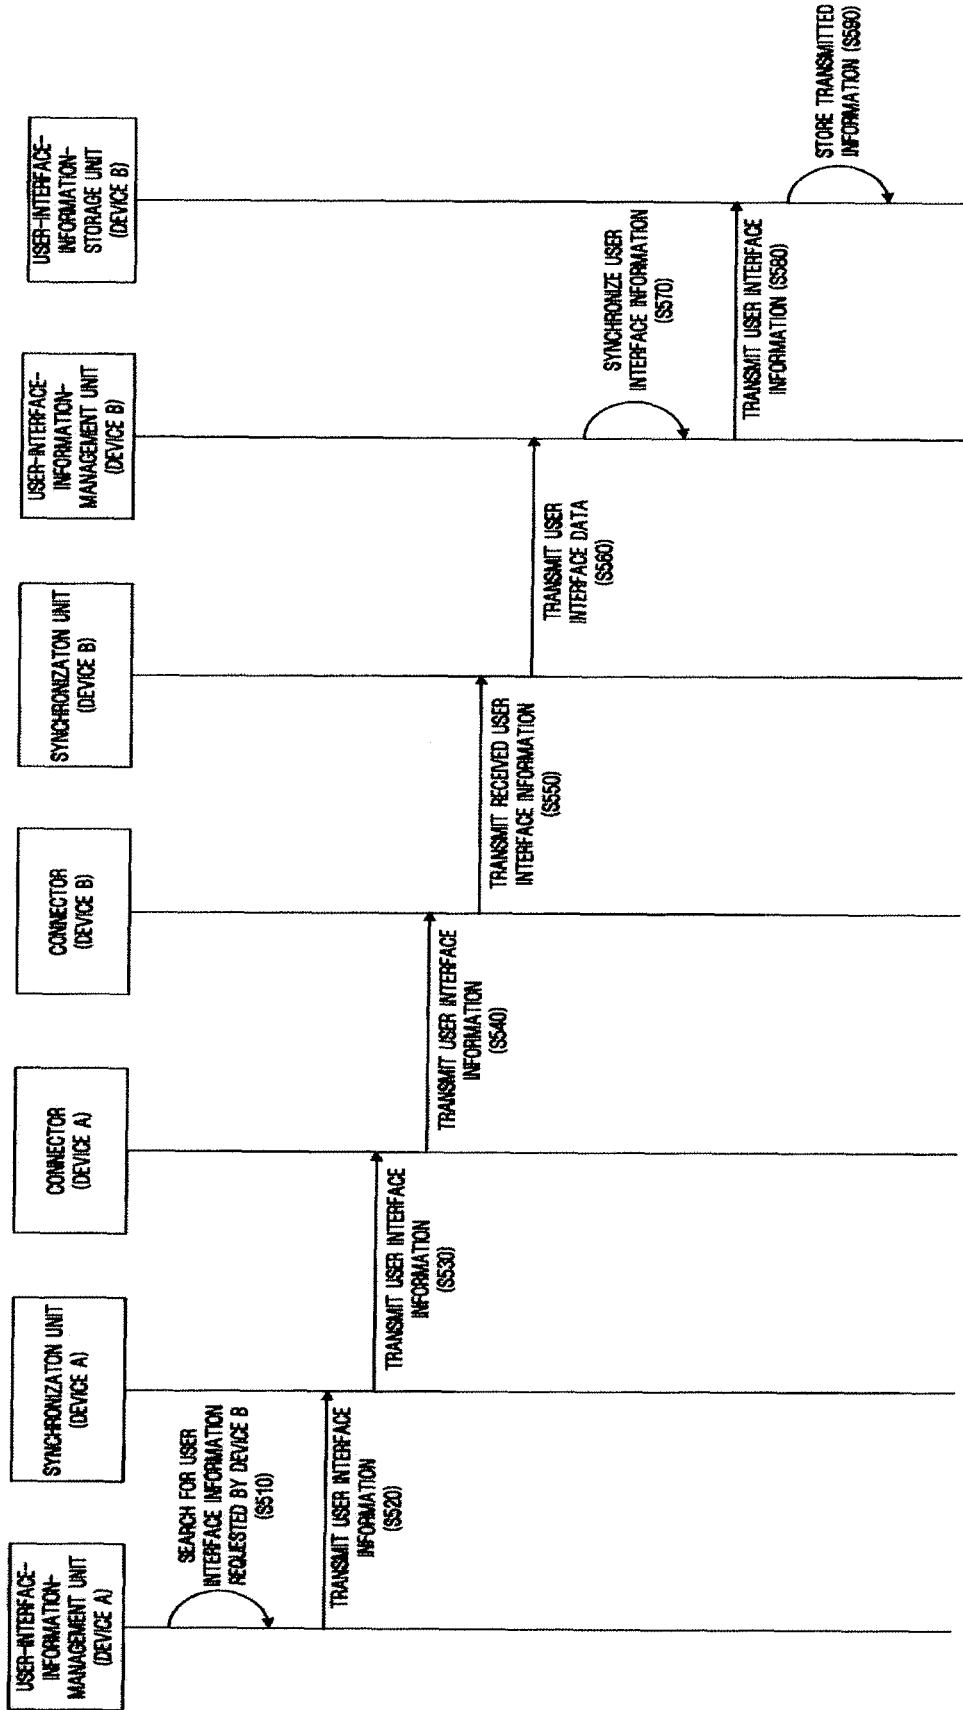 USER-INTERFACE-
INFORMATION-
MANAGEMENT UNIT
(DEVICE A)
SYNCHRONIZATON UNIT
(DEVICE A)
CONNECTOR
(DEVICE A)
CONNECTOR
(DEVICE B)
SYNCHRONIZATON UNIT
(DEVICE B)
USER-INTERFACE-
INFORMATION-
MANAGEMENT UNIT
(DEVICE B)
USER-INTERFACE-
INFORMATION-
STORAGE UNIT
(DEVICE B)
SEARCH FOR USER
INTERFACE INFORMATION
REQUESTED BY DEVICE B
(S510)
TRANSMIT USER INTERFACE
INFORMATION
(S520)
TRANSMIT USER INTERFACE
INFORMATION
(S530)
TRANSMIT USER INTERFACE
INFORMATION
(S540)
TRANSMIT RECEIVED USER
INTERFACE INFORMATION
(S550)
TRANSMIT USER
INTERFACE DATA
(S560)
SYNCHRONIZE USER
INTERFACE INFORMATION
(S570)
TRANSMIT USER INTERFACE
INFORMATION (S580)
STORE TRANSMITTED
INFORMATION (S590)